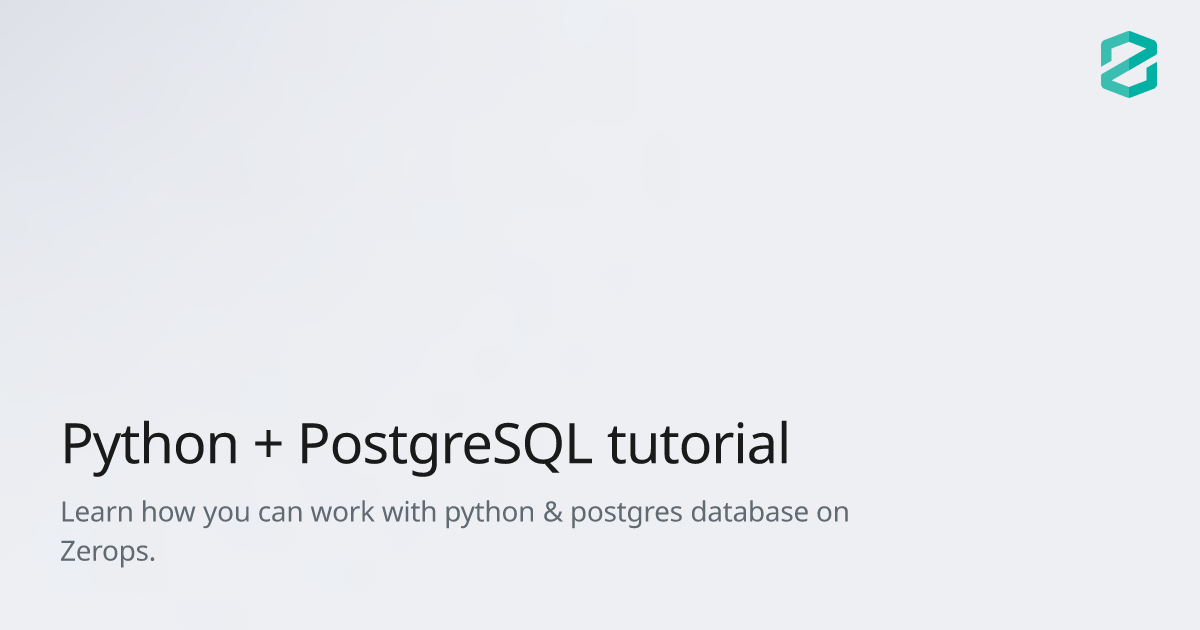 Python + PostgreSQL tutorial
Learn how you can work with python & postgres database on
Zerops.